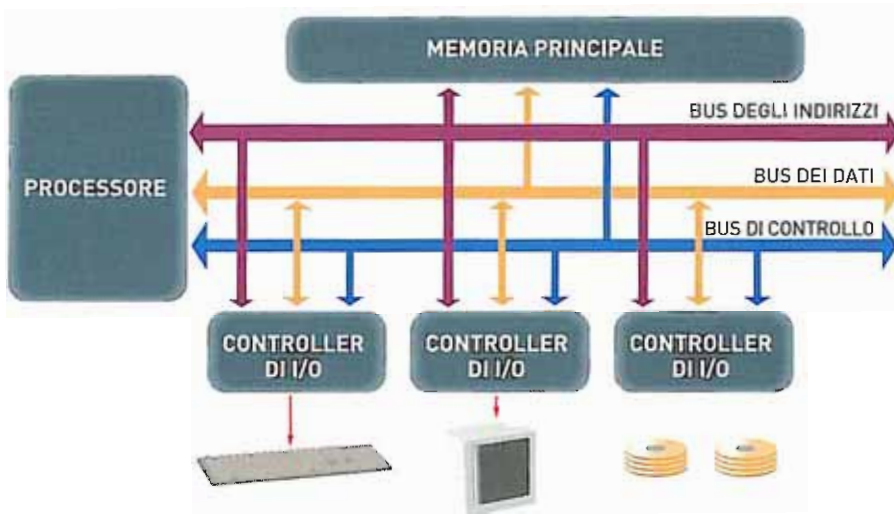 MEMORIA PRINCIPALE
BUS DEGLI INDIRIZZI
PROCESSORE
BUS DEI DATI
BUS DI CONTROLLO
CONTROLLER
DI I/O
CONTROLLER
DI I/O
CONTROLLER
DI I/O